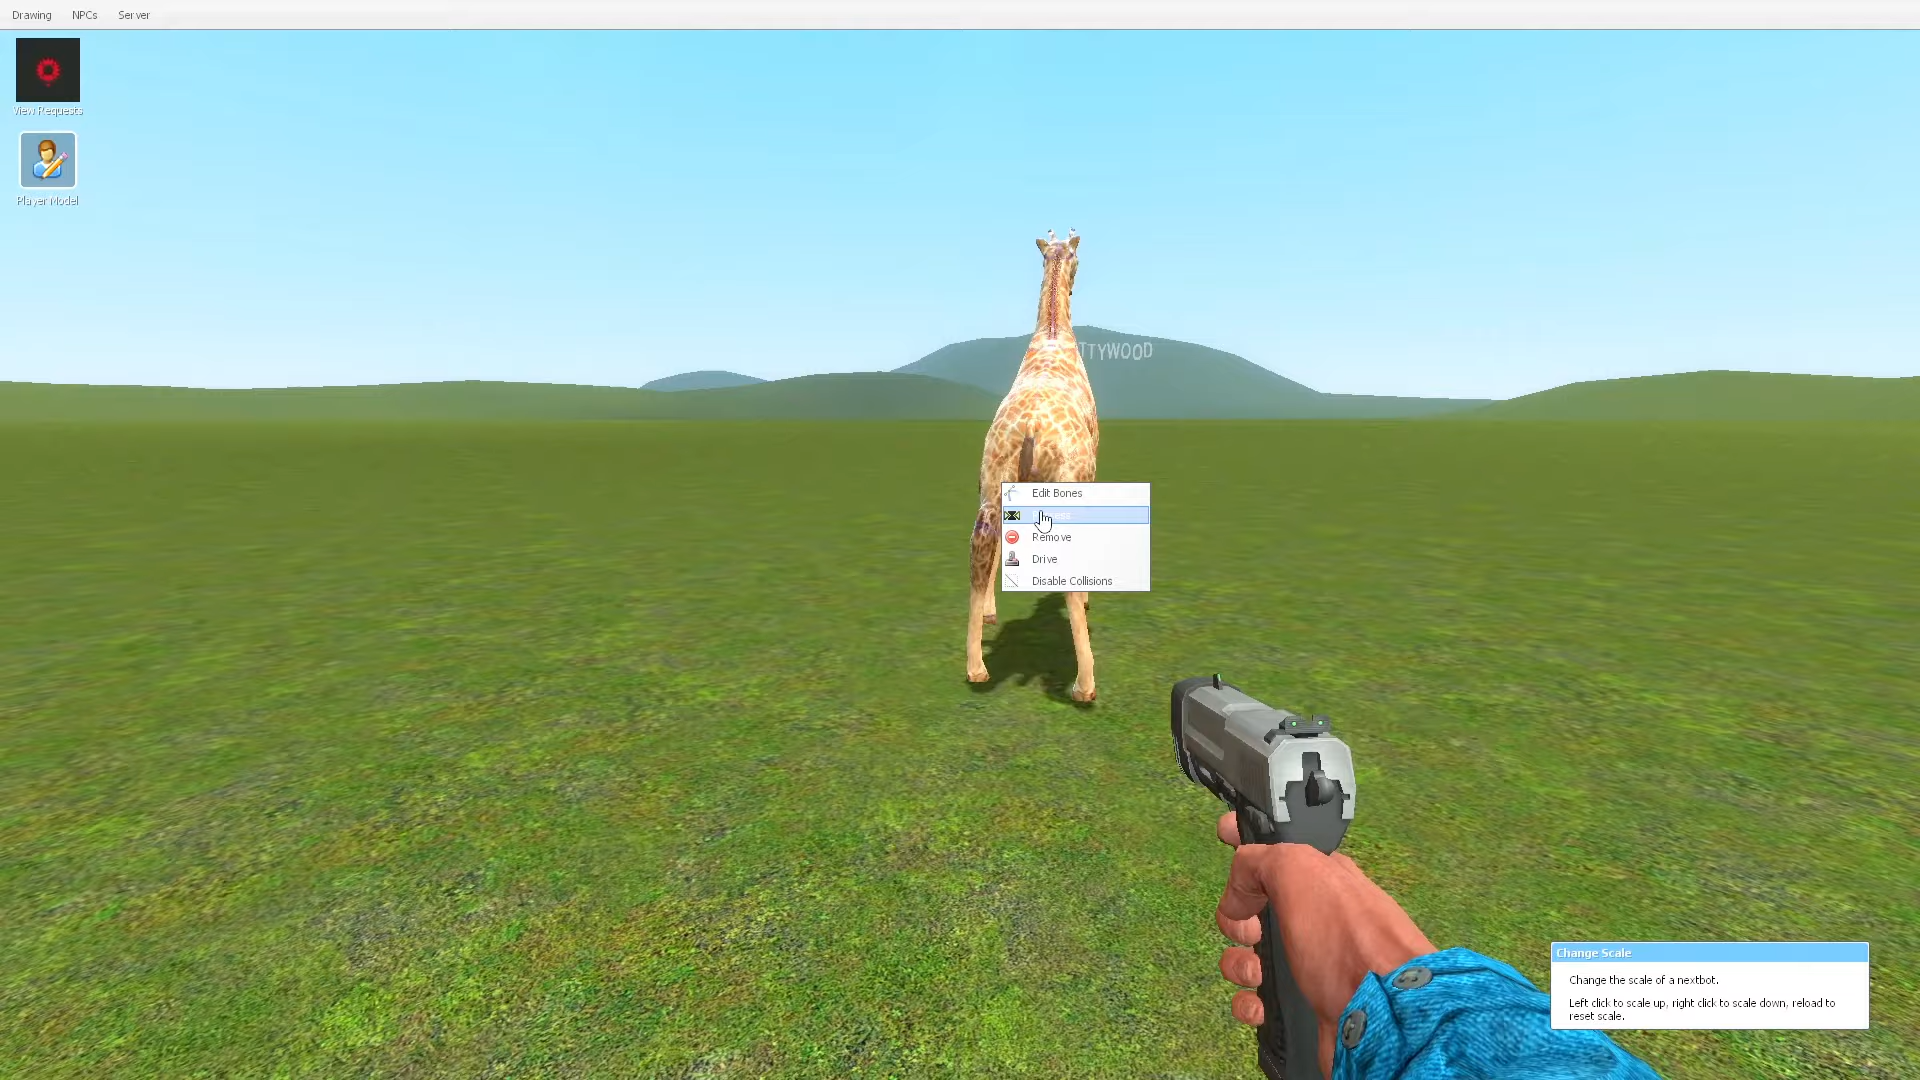 Drawing NPCs Server
View Requests
Player Model
TTYWOOD
Edit Bones
Remove
Drive
Disable Collisions
Change Scale
Change the scale of a nextbot.
Left click to scale up, right click to scale down, reload to
reset scale.